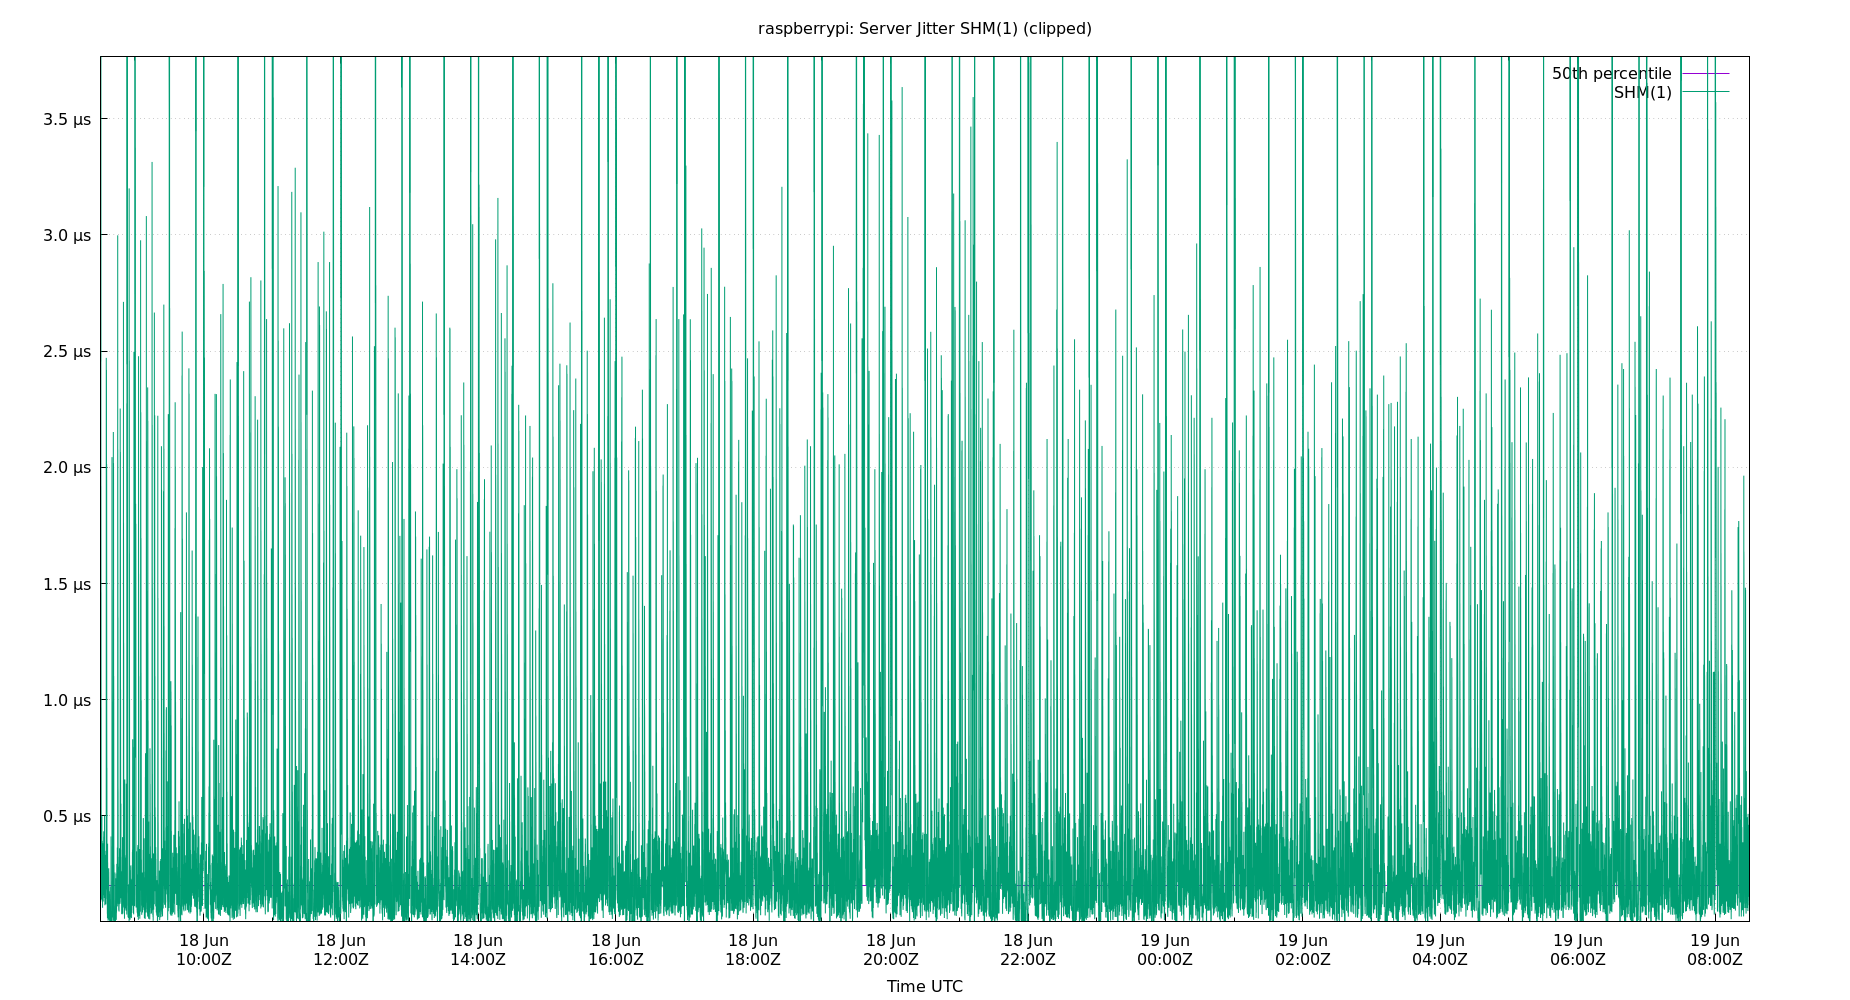 raspberrypi: Server Jitter SHM(1) (clipped)
50th percentile
SHM(1)
3.5 µs
3.0 µs
2.5 µs
2.0 µs
1.5 µs
1.0 µs
0.5 µs
18 Jun 18 Jun 18 Jun 18 Jun 18 Jun 18 Jun 18 Jun 19 Jun 19 Jun 19 Jun 19 Jun 19 Jun
10:00Z 12:00Z 14:00Z 16:00Z 18:00Z 20:00Z 22:00Z 00:00Z 02:00Z 04:00Z 06:00Z 08:00Z
Time UTC